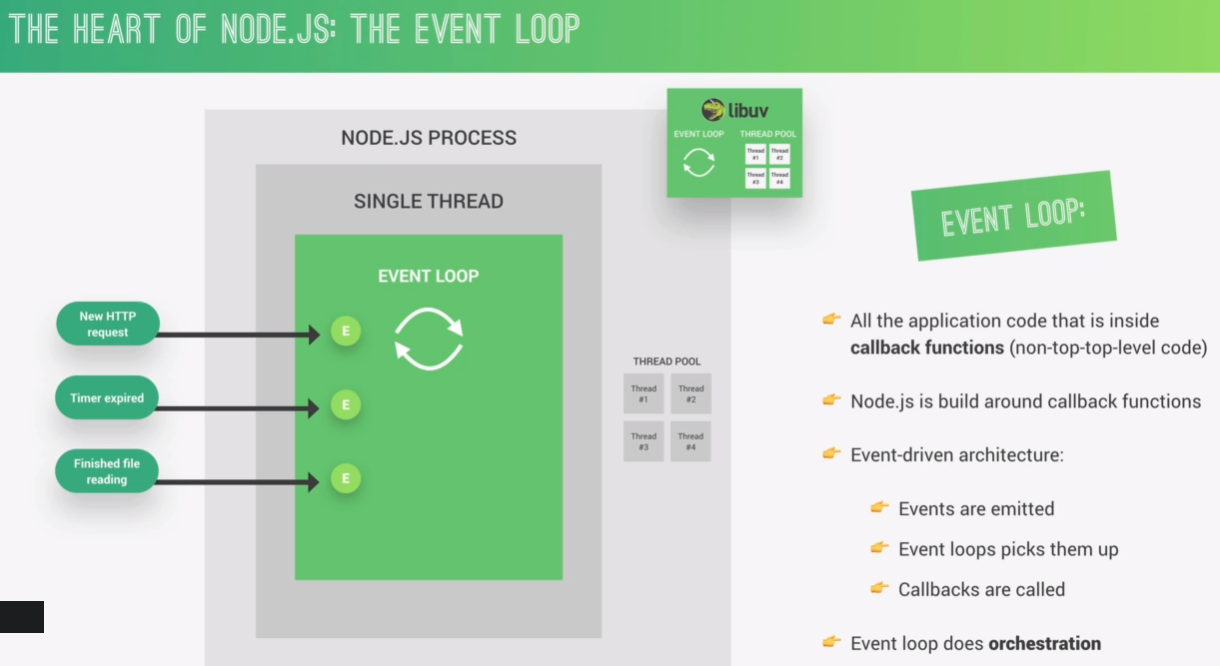 THE HEART OF NODE.JS: THE EVENT LOOP
libuv
EVENT LOOP
THREAD POOL
Thread #1
Thread #2
Thread #3
Thread #4
NODE.JS PROCESS
SINGLE THREAD
EVENT LOOP
New HTTP
request
E
Timer expired
E
Finished file
reading
E
THREAD POOL
Thread
#1
Thread
#2
Thread
#3
Thread
#4
EVENT LOOP:
All the application code that is inside
callback functions (non-top-top-level code)
Node.js is build around callback functions
Event-driven architecture:
Events are emitted
Event loops picks them up
Callbacks are called
Event loop does orchestration